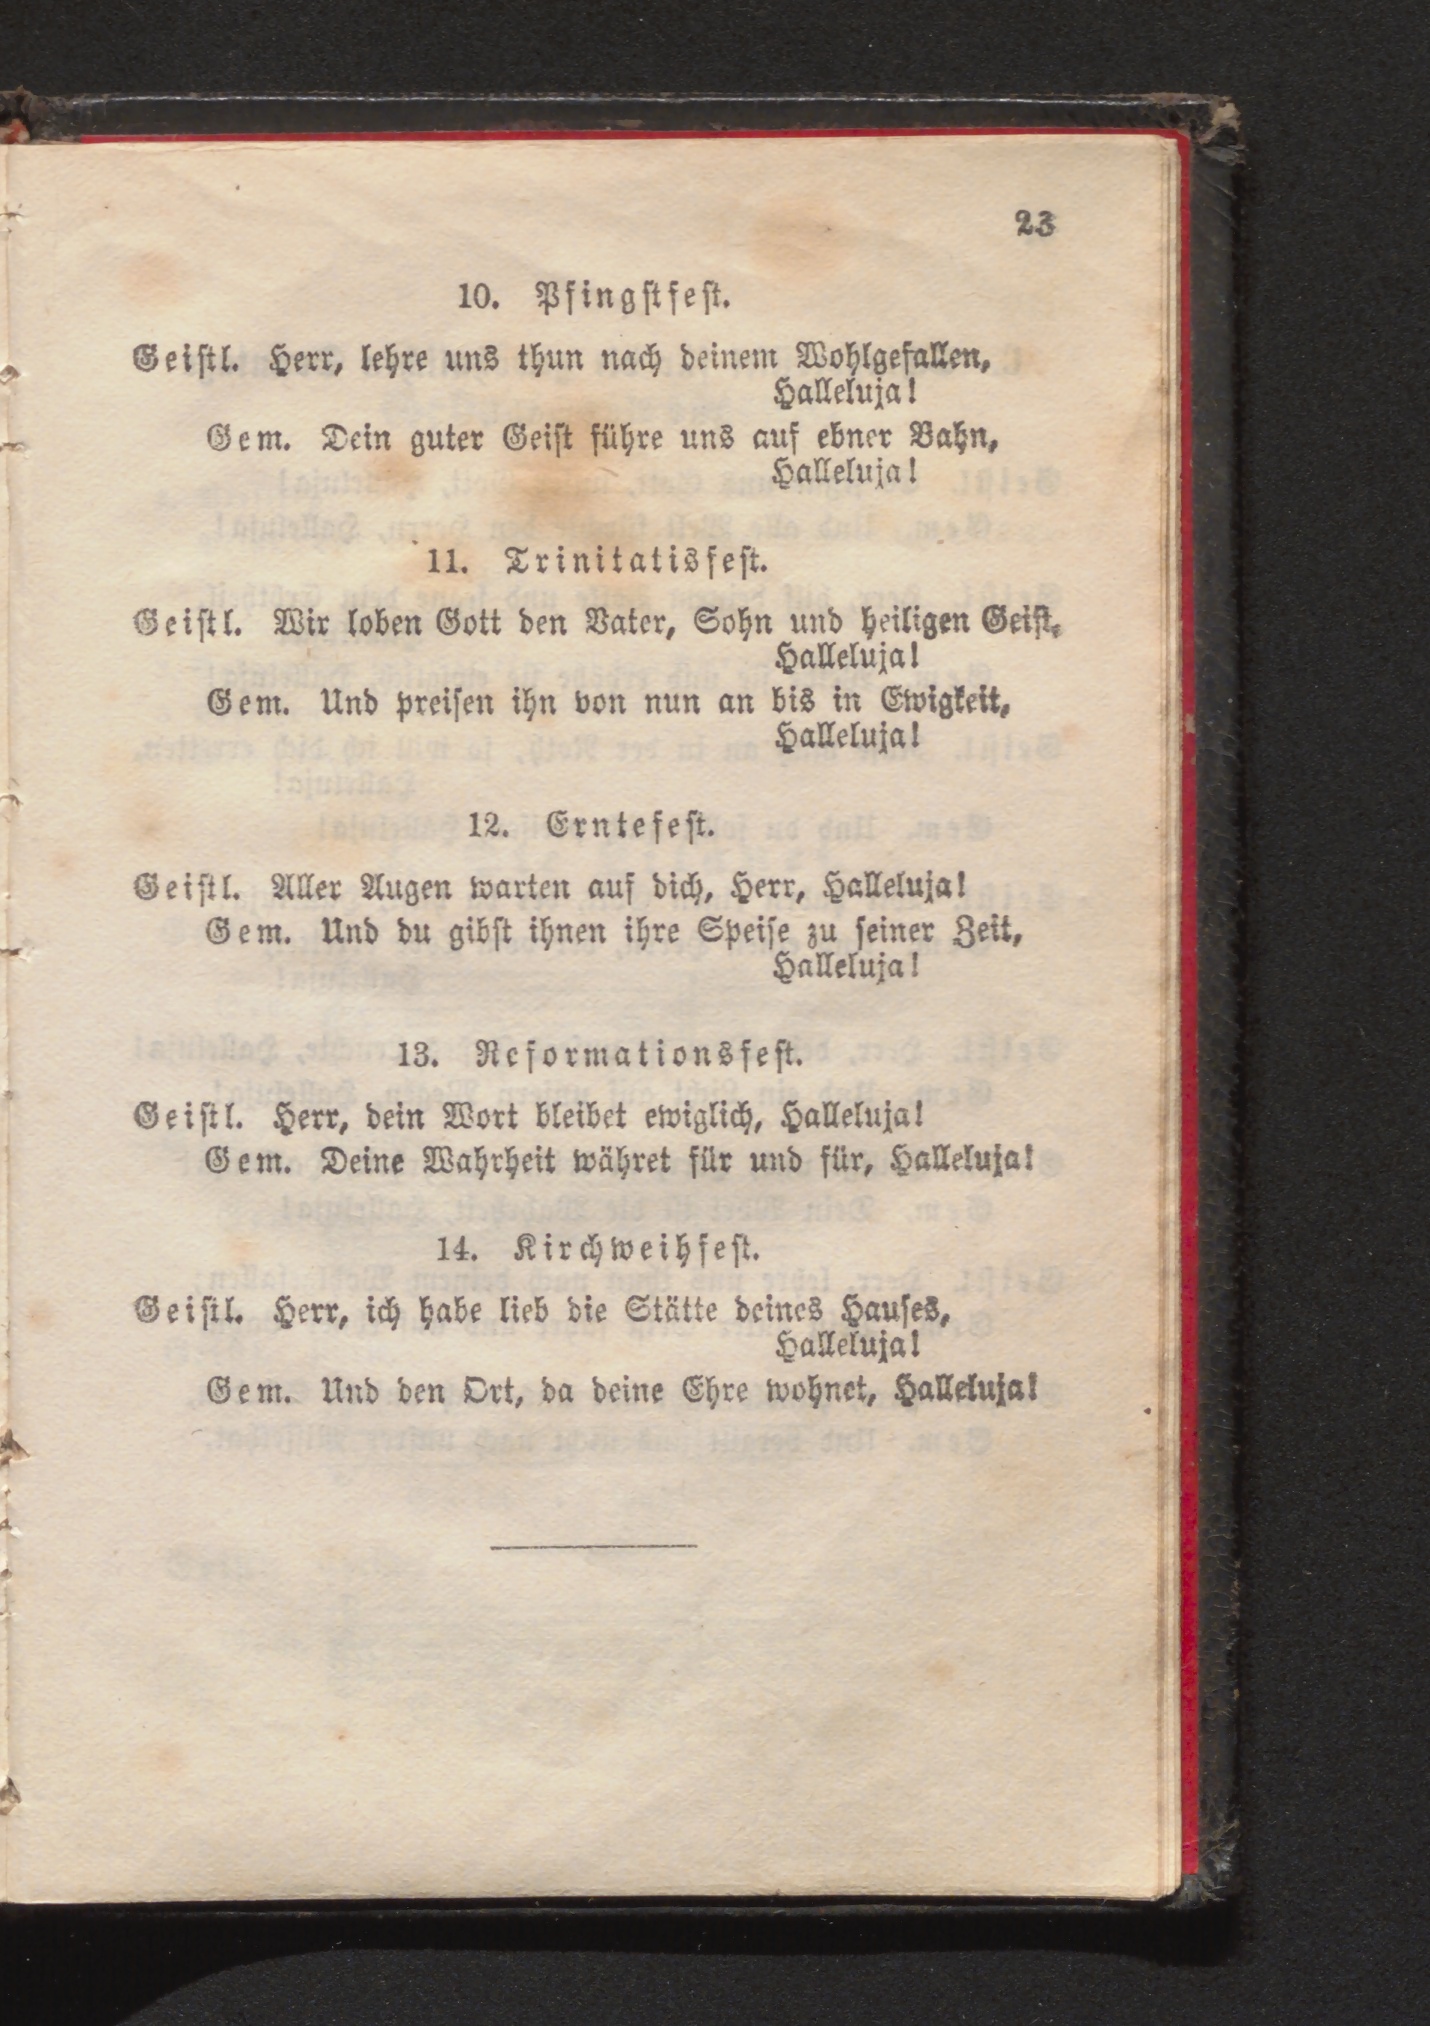 23
10. Pfingstfest.
Geistl. Herr, lehre uns thun nach deinem Wohlgefallen,
Halleluja!
Gem. Dein guter Geist führe uns auf ebner Bahn,
Halleluja!
11. Trinitatisfest.
Geistl. Wir loben Gott den Vater, Sohn und heiligen Geist,
Halleluja!
Gem. Und preisen ihn von nun an bis in Ewigkeit,
Halleluja!
12. Erntefest.
Geistl. Aller Augen warten auf dich, Herr, Halleluja!
Gem. Und du gibst ihnen ihre Speise zu seiner Zeit,
Halleluja!
13. Reformationsfest.
Geistl. Herr, dein Wort bleibet ewiglich, Halleluja!
Gem. Deine Wahrheit währet für und für, Halleluja!
14. Kirchweihfest.
Geistl. Herr, ich habe lieb die Stätte deines Hauses,
Halleluja!
Gem. Und den Ort, da deine Ehre wohnet, Halleluja!